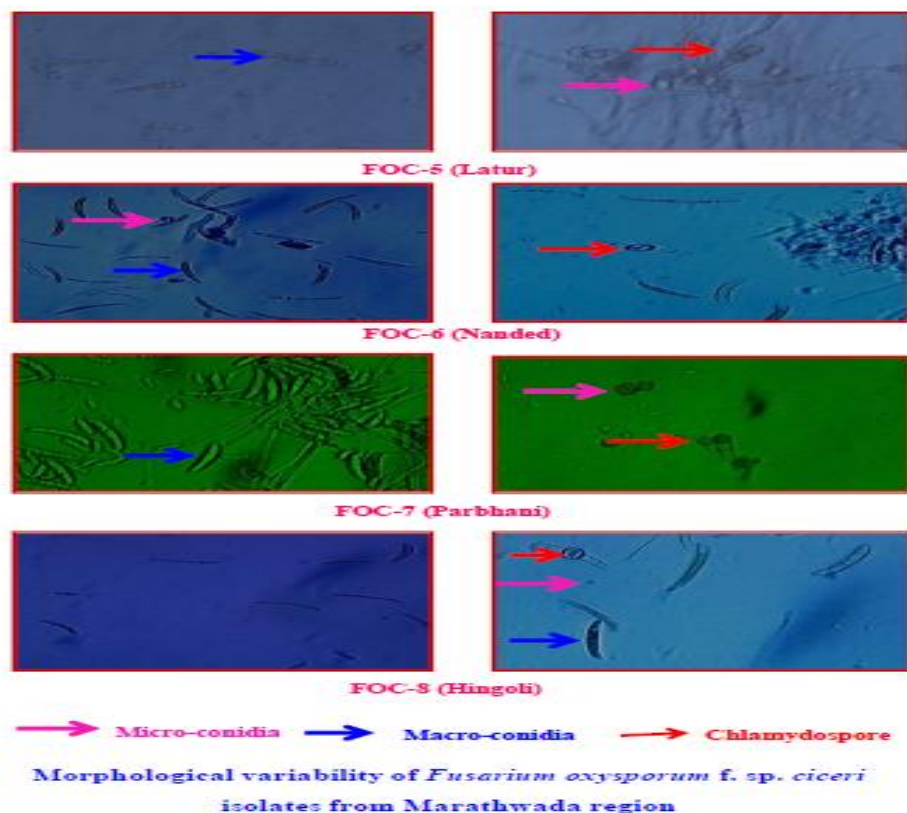 FOC-5 (Latur)
FOC-6 (Nanded)
FOC-7 (Parbhani)
FOC-8 (Hingoli)
Micro-conidia Macro-conidia Chlamydospore
Morphological variability of Fusarium oxysporum f. sp. ciceri
isolates from Marathwada region